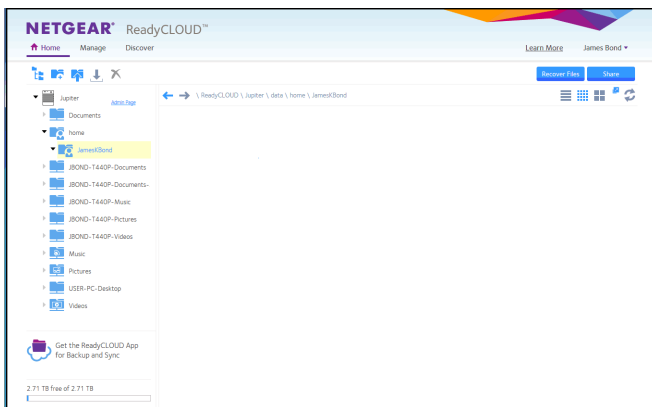 NETGEAR® ReadyCLOUD™
Home Manage Discover
Learn More James Bond
Recover Files Share
Jupiter Admin Page
\ ReadyCLOUD \ Jupiter \ data \ home \ JamesKBond
Documents
home
JamesKBond
JBOND-T440P-Documents
JBOND-T440P-Documents-
JBOND-T440P-Music
JBOND-T440P-Pictures
JBOND-T440P-Videos
Music
Pictures
USER-PC-Desktop
Videos
Get the ReadyCLOUD App
for Backup and Sync
2.71 TB free of 2.71 TB